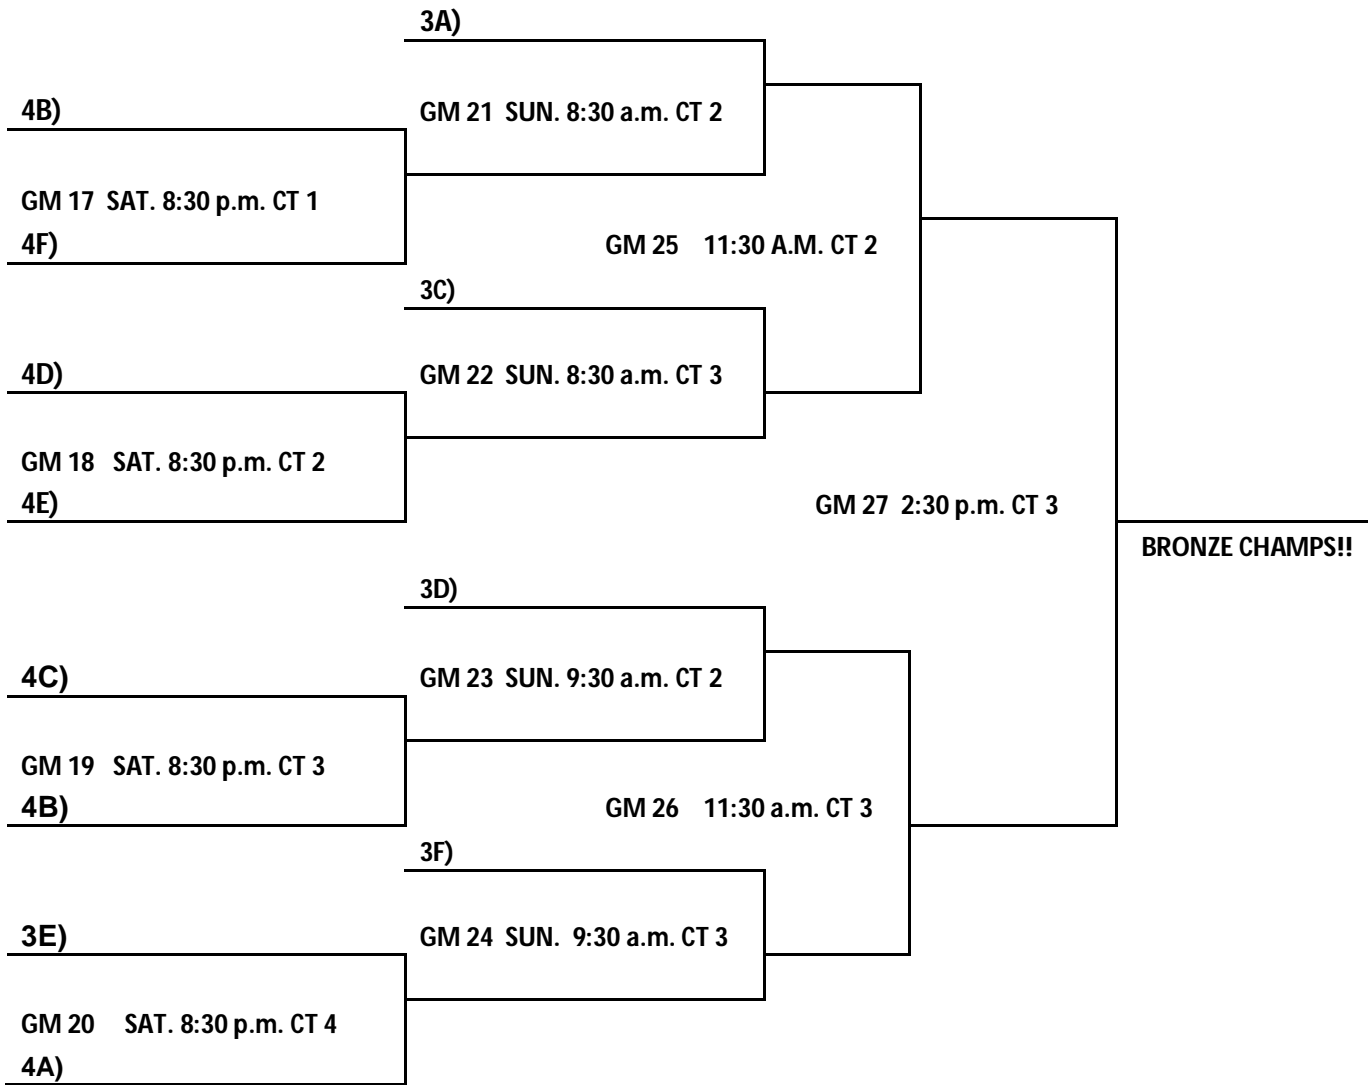 3A)
4B)
GM 21 SUN. 8:30 a.m. CT 2
GM 17 SAT. 8:30 p.m. CT 1
4F)
GM 25 11:30 A.M. CT 2
3C)
4D)
GM 22 SUN. 8:30 a.m. CT 3
GM 18 SAT. 8:30 p.m. CT 2
4E)
GM 27 2:30 p.m. CT 3
BRONZE CHAMPS!!
3D)
4C)
GM 23 SUN. 9:30 a.m. CT 2
GM 19 SAT. 8:30 p.m. CT 3
4B)
GM 26 11:30 a.m. CT 3
3F)
3E)
GM 24 SUN. 9:30 a.m. CT 3
GM 20 SAT. 8:30 p.m. CT 4
4A)